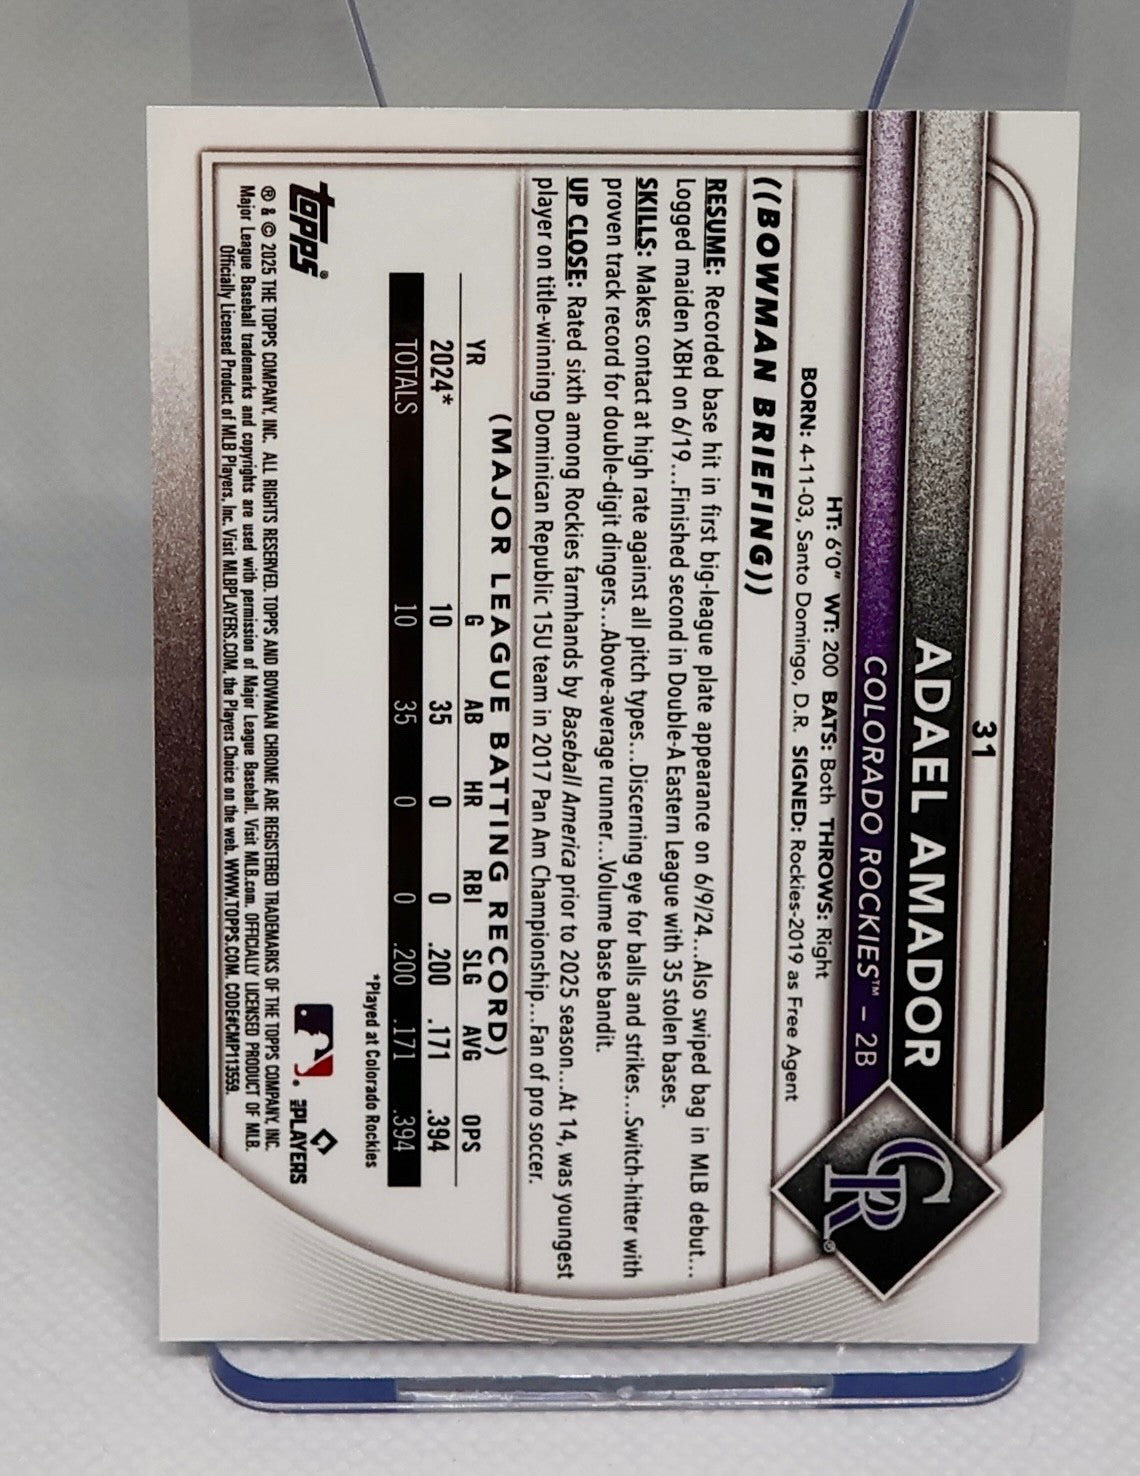 31
ADAEL AMADOR
COLORADO ROCKIES™ – 2B
CR®
HT: 6'0" WT: 200 BATS: Both THROWS: Right
BORN: 4-11-03, Santo Domingo, D.R. SIGNED: Rockies-2019 as Free Agent
((BOWMAN BRIEFING))
RESUME: Recorded base hit in first big-league plate appearance on 6/9/24...Also swiped bag in MLB debut...
Logged maiden XBH on 6/19...Finished second in Double-A Eastern League with 35 stolen bases.
SKILLS: Makes contact at high rate against all pitch types...Discerning eye for balls and strikes...Switch-hitter with
proven track record for double-digit dingers...Above-average runner...Volume base bandit.
UP CLOSE: Rated sixth among Rockies farmhands by Baseball America prior to 2025 season...At 14, was youngest
player on title-winning Dominican Republic 15U team in 2017 Pan Am Championship...Fan of pro soccer.
(MAJOR LEAGUE BATTING RECORD)
YR G AB HR RBI SLG AVG OPS
2024* 10 35 0 0 .200 .171 .394
TOTALS 10 35 0 0 .200 .171 .394
*Played at Colorado Rockies
topps®
PLAYERS
® & © 2025 THE TOPPS COMPANY, INC. ALL RIGHTS RESERVED. TOPPS AND BOWMAN CHROME ARE REGISTERED TRADEMARKS OF THE TOPPS COMPANY, INC.
Major League Baseball trademarks and copyrights are used with permission of Major League Baseball. Visit MLB.com. OFFICIALLY LICENSED PRODUCT OF MLB.
Officially Licensed Product of MLB Players, Inc. Visit MLBPLAYERS.COM, the Players Choice on the web. WWW.TOPPS.COM. CODE#CMP113559.